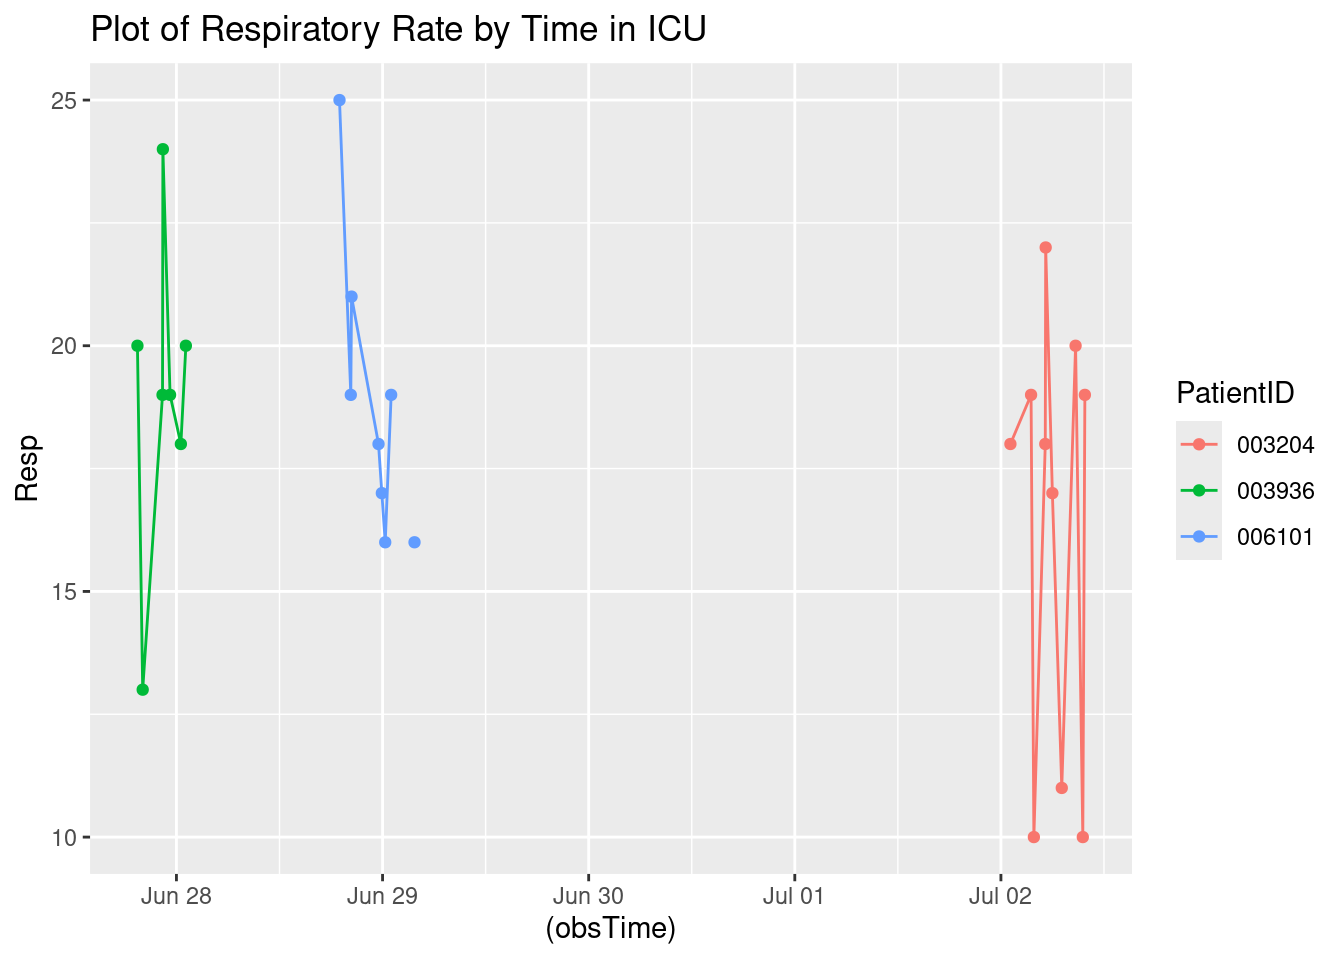 Plot of Respiratory Rate by Time in ICU
25
20
15
10
Resp
Jun 28 Jun 29 Jun 30 Jul 01 Jul 02
(obsTime)
PatientID
003204
003936
006101